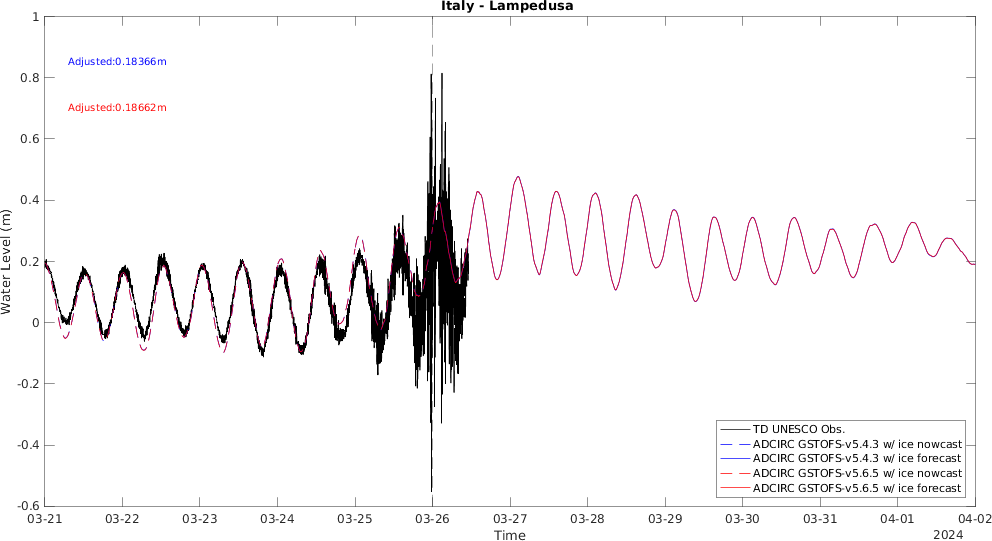 Italy - Lampedusa
Adjusted:0.18366m
Adjusted:0.18662m
Water Level (m)
1
0.8
0.6
0.4
0.2
0
-0.2
-0.4
-0.6
TD UNESCO Obs.
ADCIRC GSTOFS-v5.4.3 w/ ice nowcast
ADCIRC GSTOFS-v5.4.3 w/ ice forecast
ADCIRC GSTOFS-v5.6.5 w/ ice nowcast
ADCIRC GSTOFS-v5.6.5 w/ ice forecast
03-21 03-22 03-23 03-24 03-25 03-26 03-27 03-28 03-29 03-30 03-31 04-01 04-02
Time
2024